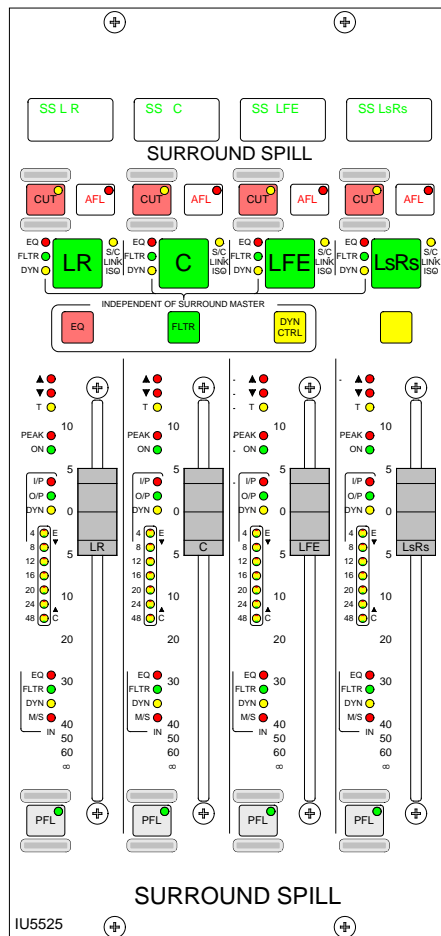 SS L R SS C SS LFE SS LsRs
SURROUND SPILL
CUT AFL CUT AFL CUT AFL CUT AFL
EQ EQ EQ EQ
FLTR LR S/C LINK ISO FLTR C S/C LINK ISO FLTR LFE S/C LINK ISO FLTR LsRs S/C LINK ISO
DYN DYN DYN DYN
INDEPENDENT OF SURROUND MASTER
EQ FLTR DYN CTRL
▲ ▲ ▲ ▲
▼ ▼ ▼ ▼
T T T T
10 10 10 10
PEAK PEAK PEAK PEAK
ON ON ON ON
5 5 5 5
I/P I/P I/P I/P
O/P O/P O/P O/P
DYN 0 DYN 0 DYN 0 DYN 0
4 E 4 E 4 E 4 E
8 ▼ LR 8 ▼ C 8 ▼ LFE 8 ▼ LsRs
5 5 5 5
12 12 12 12
16 16 16 16
20 20 20 20
10 10 10 10
24 ▲ 24 ▲ 24 ▲ 24 ▲
48 C 48 C 48 C 48 C
20 20 20 20
EQ EQ EQ EQ
30 30 30 30
FLTR FLTR FLTR FLTR
DYN DYN DYN DYN
M/S M/S M/S M/S
40 40 40 40
IN IN IN IN
50 50 50 50
60 60 60 60
∞ ∞ ∞ ∞
PFL PFL PFL PFL
SURROUND SPILL
IU5525